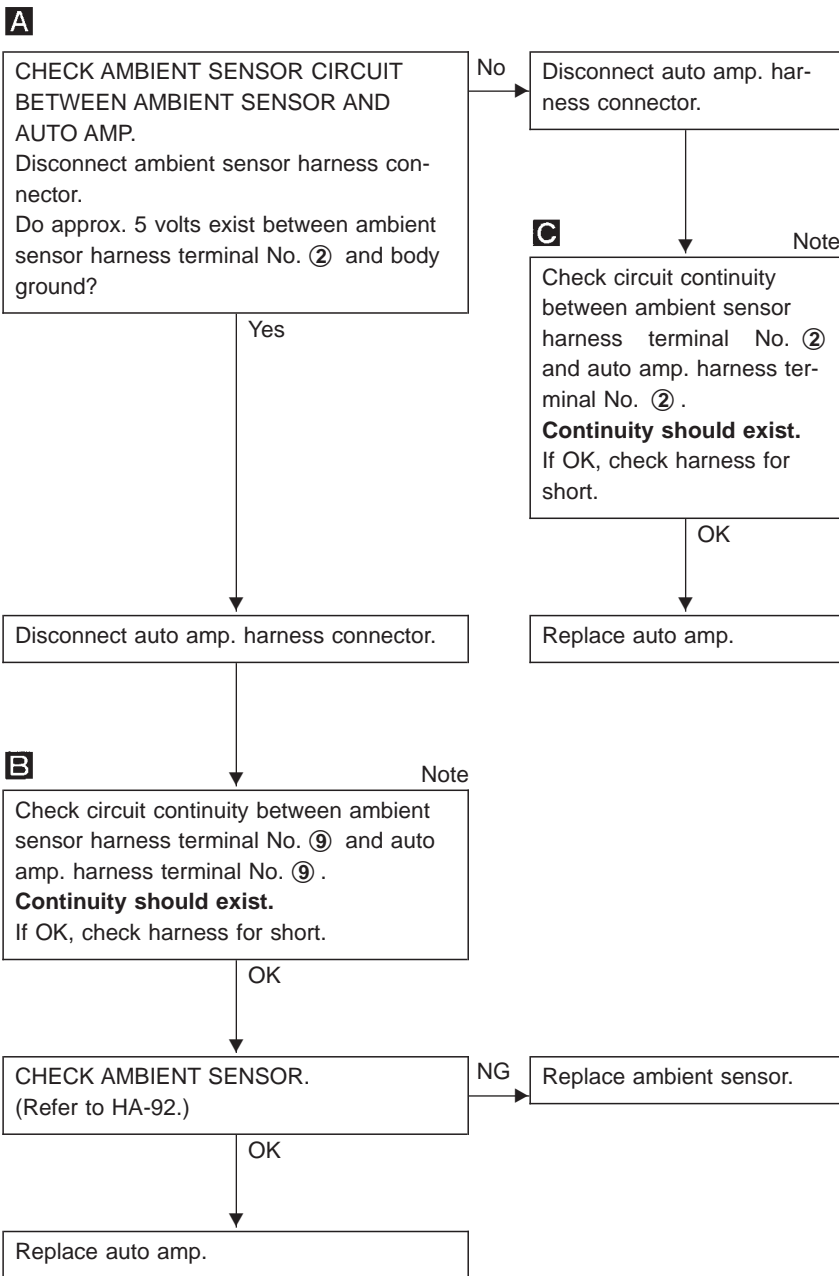 A
CHECK AMBIENT SENSOR CIRCUIT
BETWEEN AMBIENT SENSOR AND
AUTO AMP.
Disconnect ambient sensor harness con-
nector.
Do approx. 5 volts exist between ambient
sensor harness terminal No. ② and body
ground?
No
Disconnect auto amp. har-
ness connector.
C
Note
Check circuit continuity
between ambient sensor
harness terminal No. ②
and auto amp. harness ter-
minal No. ② .
Continuity should exist.
If OK, check harness for
short.
OK
Replace auto amp.
Yes
Disconnect auto amp. harness connector.
B
Note
Check circuit continuity between ambient
sensor harness terminal No. ⑨ and auto
amp. harness terminal No. ⑨ .
Continuity should exist.
If OK, check harness for short.
OK
CHECK AMBIENT SENSOR.
(Refer to HA-92.)
NG
Replace ambient sensor.
OK
Replace auto amp.